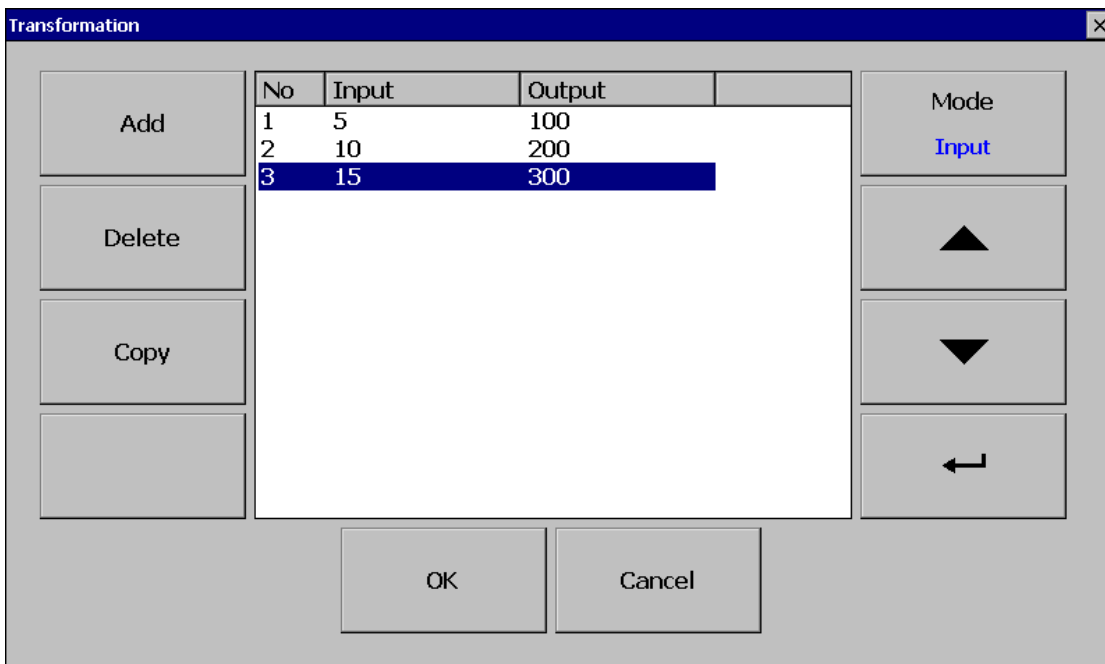 Transformation
Add
Delete
Copy
No Input Output
1 5 100
2 10 200
3 15 300
Mode
Input
OK Cancel